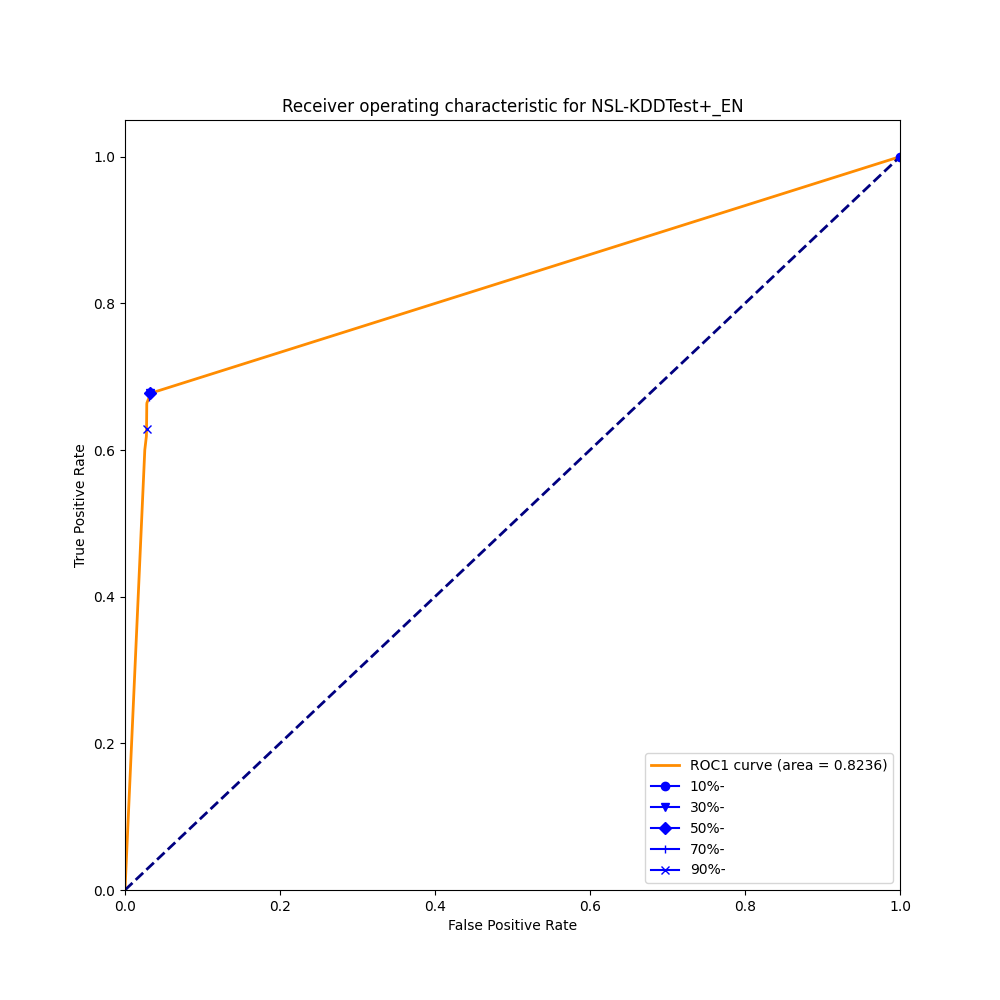 Receiver operating characteristic for NSL-KDDTest+_EN
1.0
0.8
0.6
0.4
0.2
0.0
True Positive Rate
0.0 0.2 0.4 0.6 0.8 1.0
False Positive Rate
ROC1 curve (area = 0.8236)
10%-
30%-
50%-
70%-
90%-